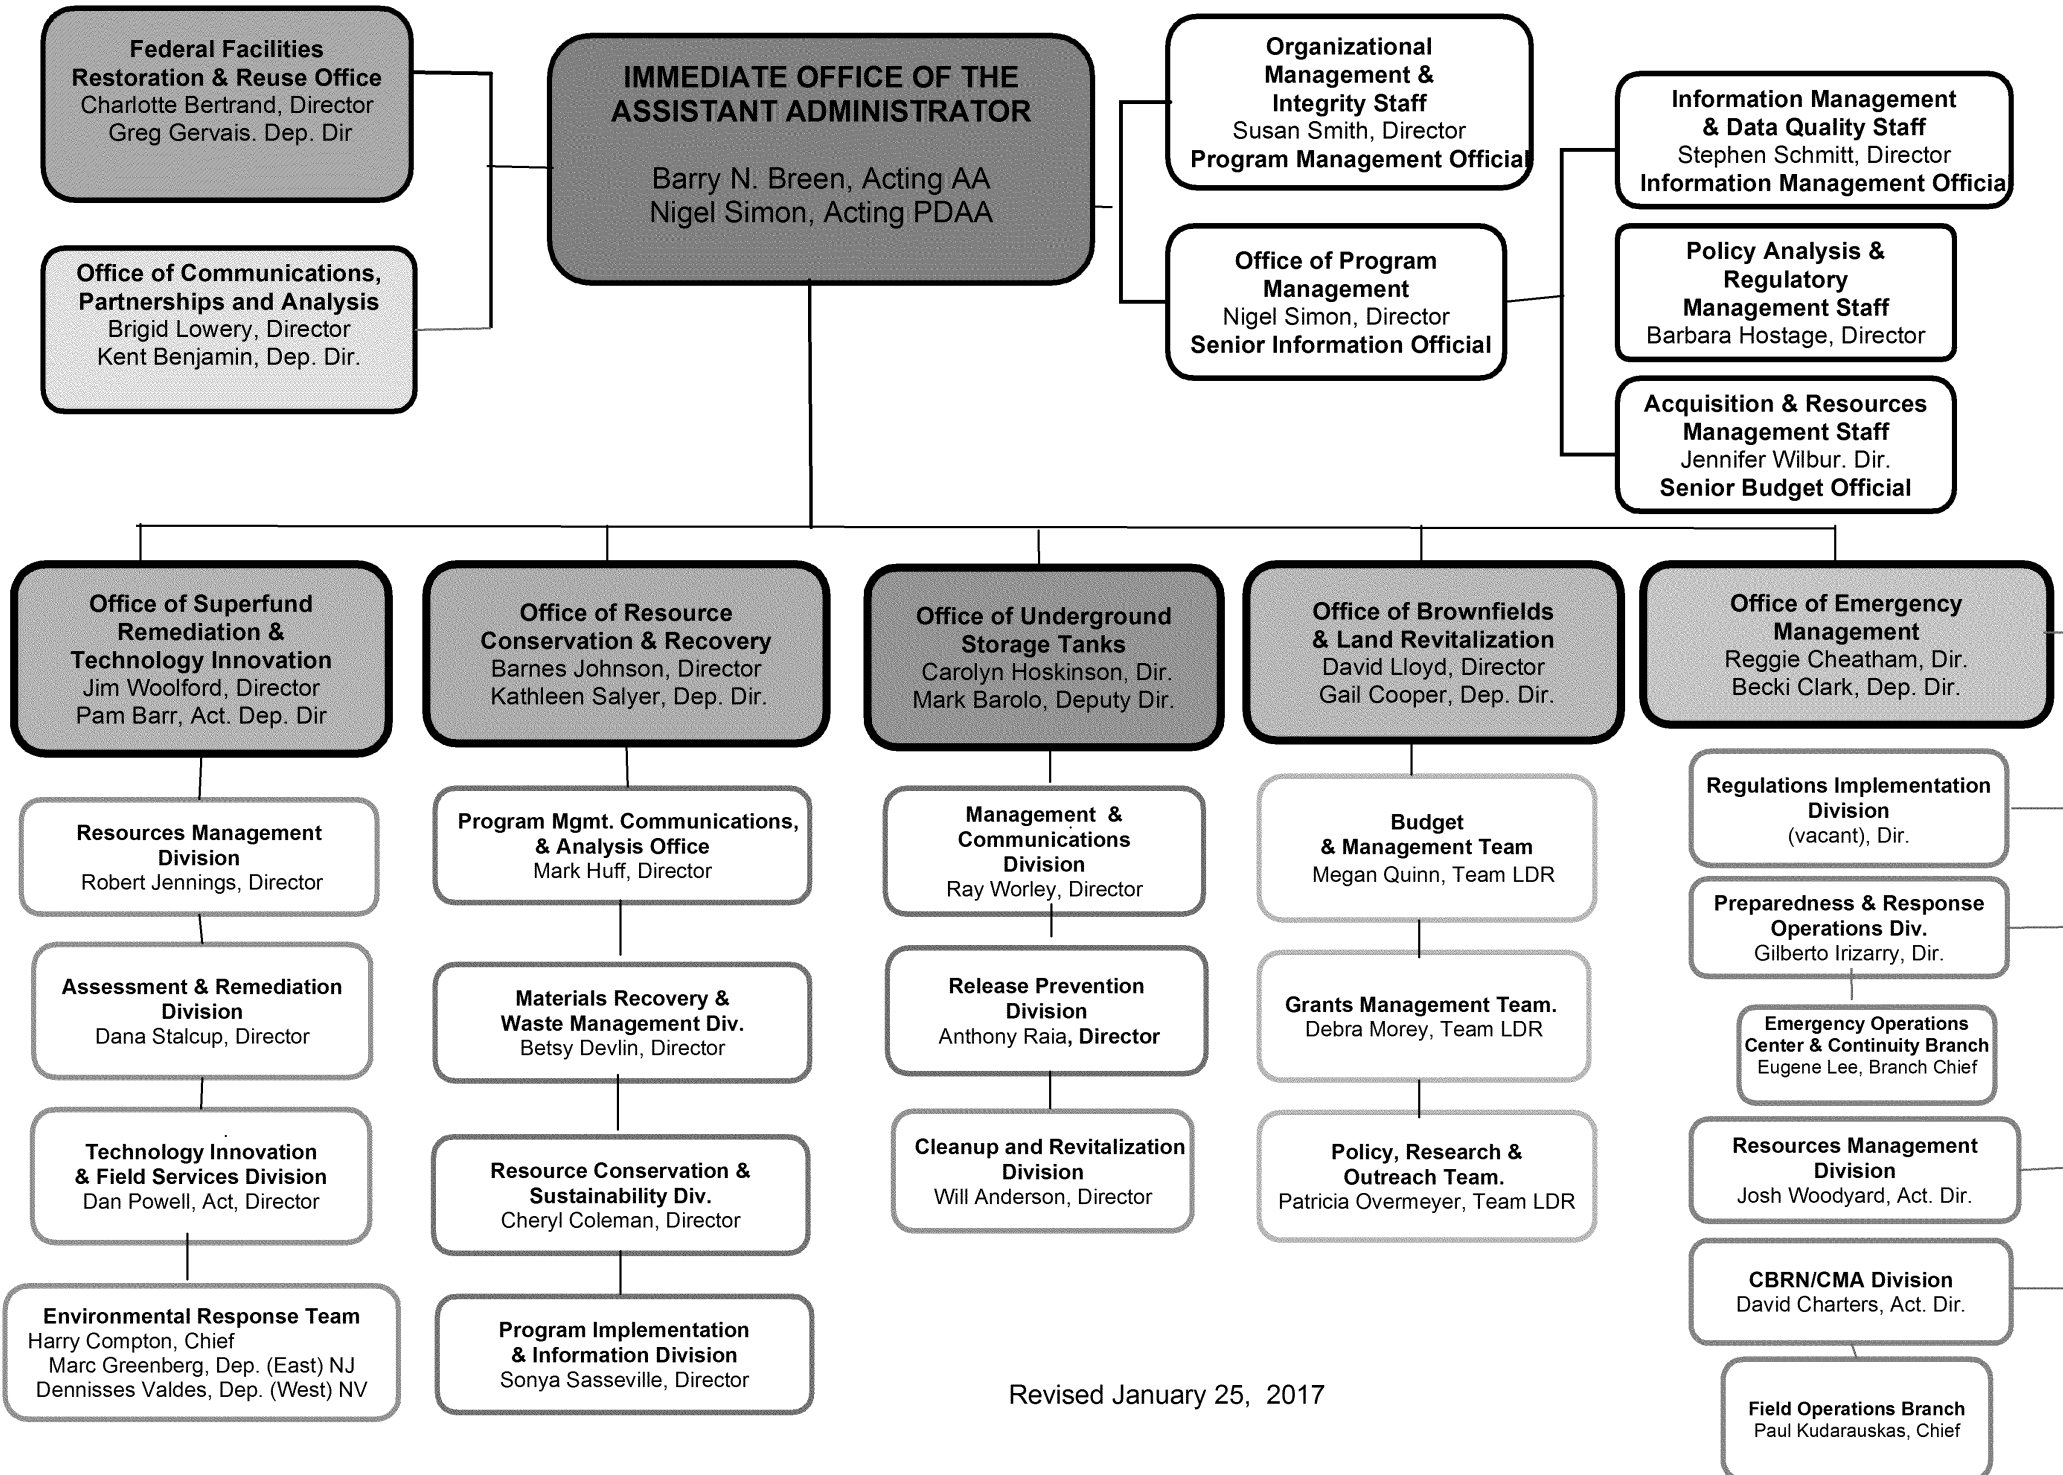 Federal Facilities
Restoration & Reuse Office
Charlotte Bertrand, Director
Greg Gervais. Dep. Dir
Office of Communications,
Partnerships and Analysis
Brigid Lowery, Director
Kent Benjamin, Dep. Dir.
IMMEDIATE OFFICE OF THE
ASSISTANT ADMINISTRATOR
Barry N. Breen, Acting AA
Nigel Simon, Acting PDAA
Organizational
Management &
Integrity Staff
Susan Smith, Director
Program Management Official
Office of Program
Management
Nigel Simon, Director
Senior Information Official
Information Management
& Data Quality Staff
Stephen Schmitt, Director
Information Management Official
Policy Analysis &
Regulatory
Management Staff
Barbara Hostage, Director
Acquisition & Resources
Management Staff
Jennifer Wilbur. Dir.
Senior Budget Official
Office of Superfund
Remediation &
Technology Innovation
Jim Woolford, Director
Pam Barr, Act. Dep. Dir
Resources Management
Division
Robert Jennings, Director
Assessment & Remediation
Division
Dana Stalcup, Director
Technology Innovation
& Field Services Division
Dan Powell, Act, Director
Environmental Response Team
Harry Compton, Chief
Marc Greenberg, Dep. (East) NJ
Dennisses Valdes, Dep. (West) NV
Office of Resource
Conservation & Recovery
Barnes Johnson, Director
Kathleen Salyer, Dep. Dir.
Program Mgmt. Communications,
& Analysis Office
Mark Huff, Director
Materials Recovery &
Waste Management Div.
Betsy Devlin, Director
Resource Conservation &
Sustainability Div.
Cheryl Coleman, Director
Program Implementation
& Information Division
Sonya Sasseville, Director
Office of Underground
Storage Tanks
Carolyn Hoskinson, Dir.
Mark Barolo, Deputy Dir.
Management &
Communications
Division
Ray Worley, Director
Release Prevention
Division
Anthony Raia, Director
Cleanup and Revitalization
Division
Will Anderson, Director
Office of Brownfields
& Land Revitalization
David Lloyd, Director
Gail Cooper, Dep. Dir.
Budget
& Management Team
Megan Quinn, Team LDR
Grants Management Team.
Debra Morey, Team LDR
Policy, Research &
Outreach Team.
Patricia Overmeyer, Team LDR
Office of Emergency
Management
Reggie Cheatham, Dir.
Becki Clark, Dep. Dir.
Regulations Implementation
Division
(vacant), Dir.
Preparedness & Response
Operations Div.
Gilberto Irizarry, Dir.
Emergency Operations
Center & Continuity Branch
Eugene Lee, Branch Chief
Resources Management
Division
Josh Woodyard, Act. Dir.
CBRN/CMA Division
David Charters, Act. Dir.
Field Operations Branch
Paul Kudarauskas, Chief
Revised January 25, 2017